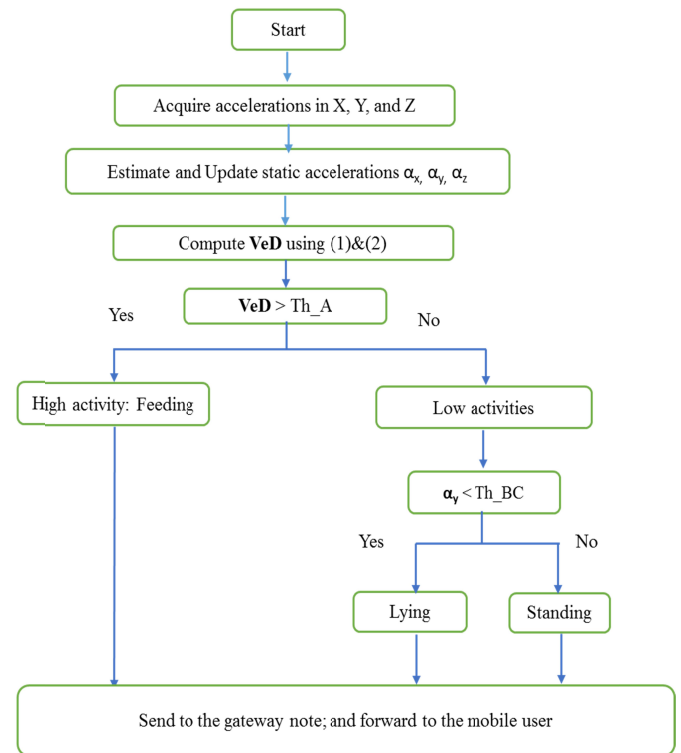 Start
Acquire accelerations in X, Y, and Z
Estimate and Update static accelerations αx, αy, αz
Compute VeD using (1)&(2)
VeD > Th_A
Yes
No
High activity: Feeding
Low activities
αy < Th_BC
Yes
No
Lying
Standing
Send to the gateway note; and forward to the mobile user